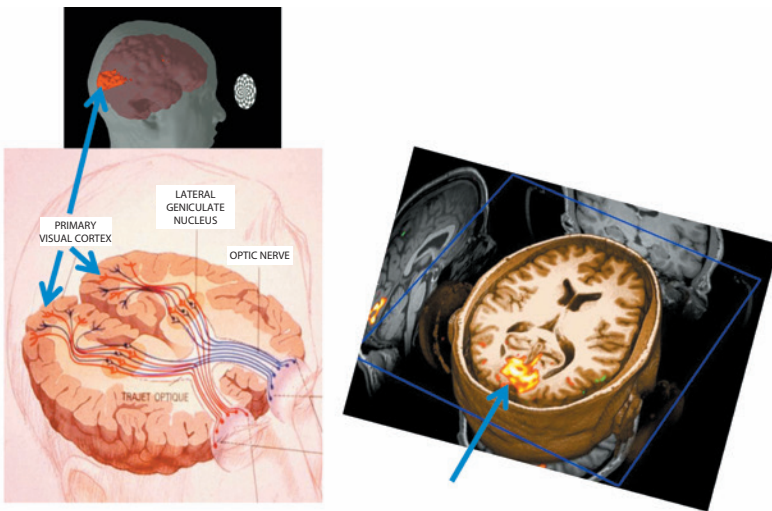 LATERAL
GENICULATE
NUCLEUS
PRIMARY
VISUAL CORTEX
OPTIC NERVE
TRAJET OPTIQUE